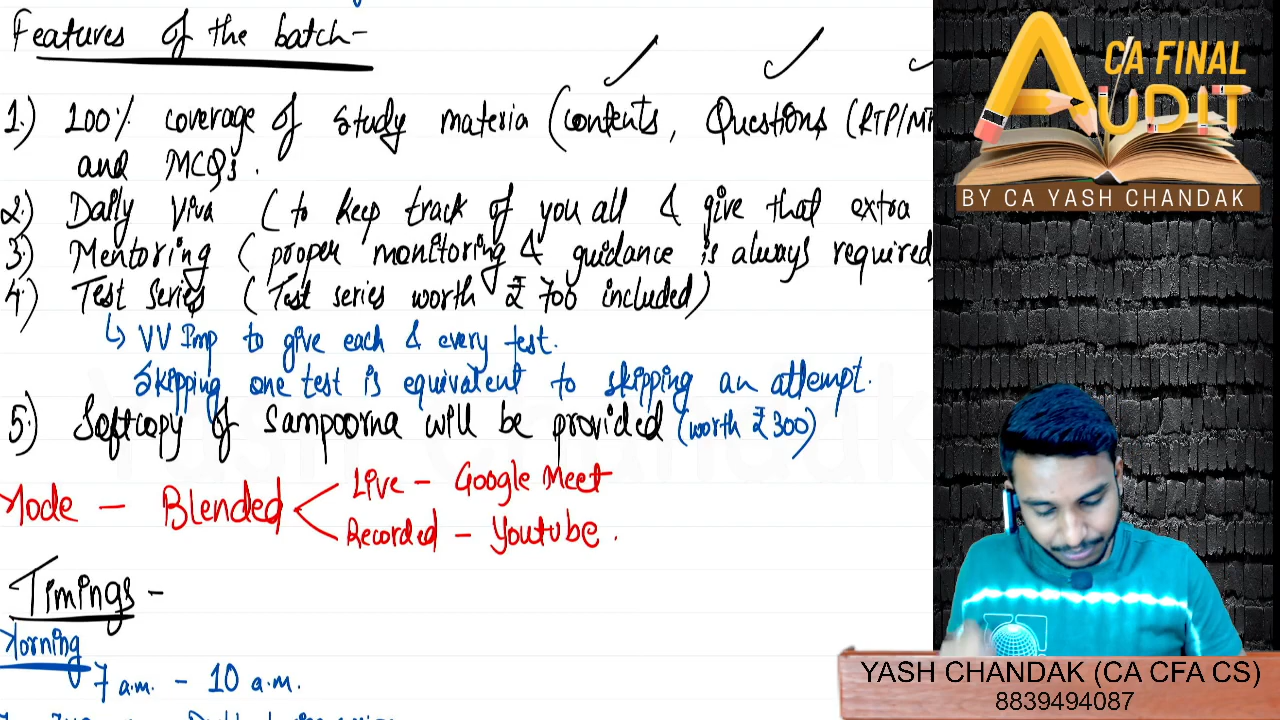 Features of the batch-
1.) 100% coverage of Study materia (contents, Questions (RTP/MT
and MCQs.
2.) Daily Viva (to keep track of you all & give that extra
3.) Mentoring (proper monitoring & guidance is always required
4.) Test Series (Test series worth ₹ 700 included)
↳ VV Imp to give each & every test.
Skipping one test is equivalent to skipping an attempt.
5.) Softcopy of Sampoorna will be provided (worth ₹300)
Mode - Blended
Live - Google Meet
Recorded - Youtube.
Timings -
Morning
7 a.m. - 10 a.m.
CA FINAL
AUDIT
BY CA YASH CHANDAK
YASH CHANDAK (CA CFA CS)
8839494087